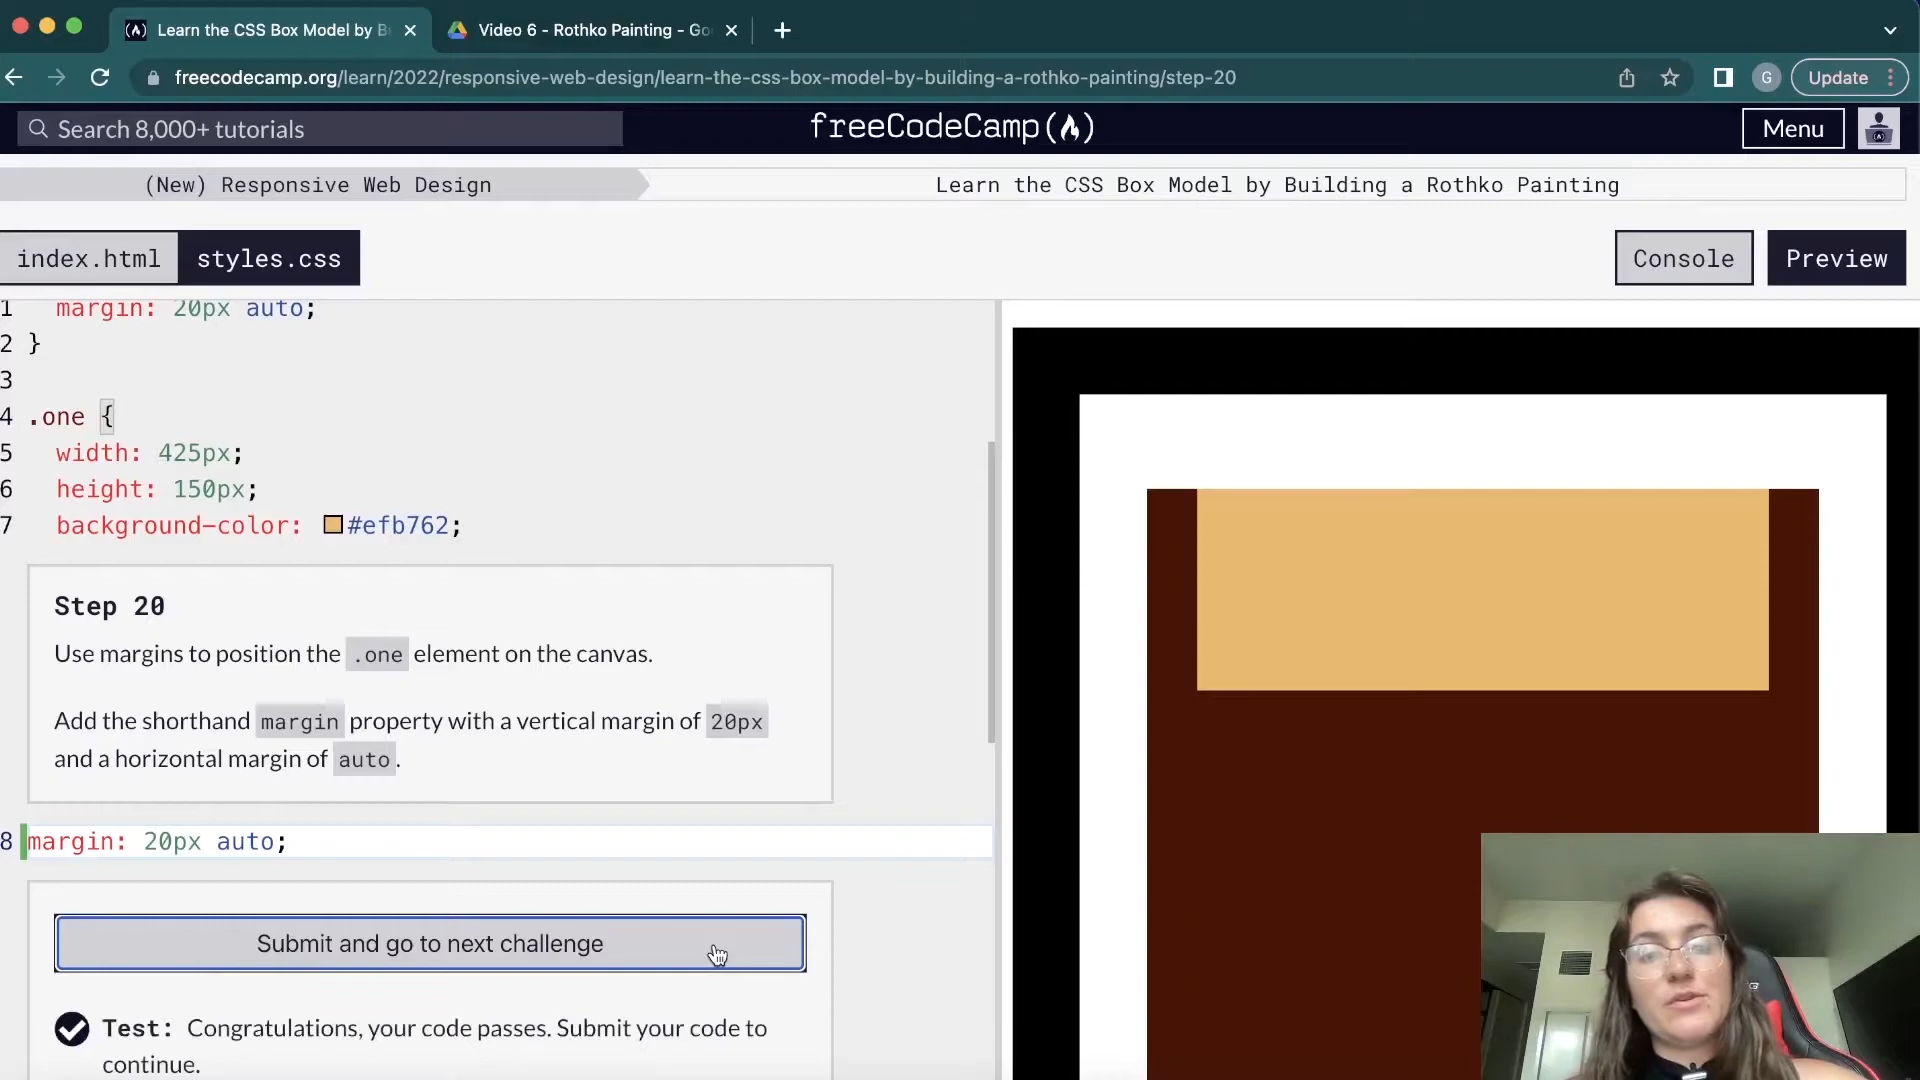 Learn the CSS Box Model by B
Video 6 - Rothko Painting - Go
freecodecamp.org/learn/2022/responsive-web-design/learn-the-css-box-model-by-building-a-rothko-painting/step-20
G
Update
Search 8,000+ tutorials
freeCodeCamp
Menu
(New) Responsive Web Design
Learn the CSS Box Model by Building a Rothko Painting
index.html
styles.css
Console
Preview
1 margin: 20px auto;
2 }
3
4 .one {
5 width: 425px;
6 height: 150px;
7 background-color: #efb762;
Step 20
Use margins to position the .one element on the canvas.
Add the shorthand margin property with a vertical margin of 20px
and a horizontal margin of auto.
8 margin: 20px auto;
Submit and go to next challenge
Test: Congratulations, your code passes. Submit your code to
continue.